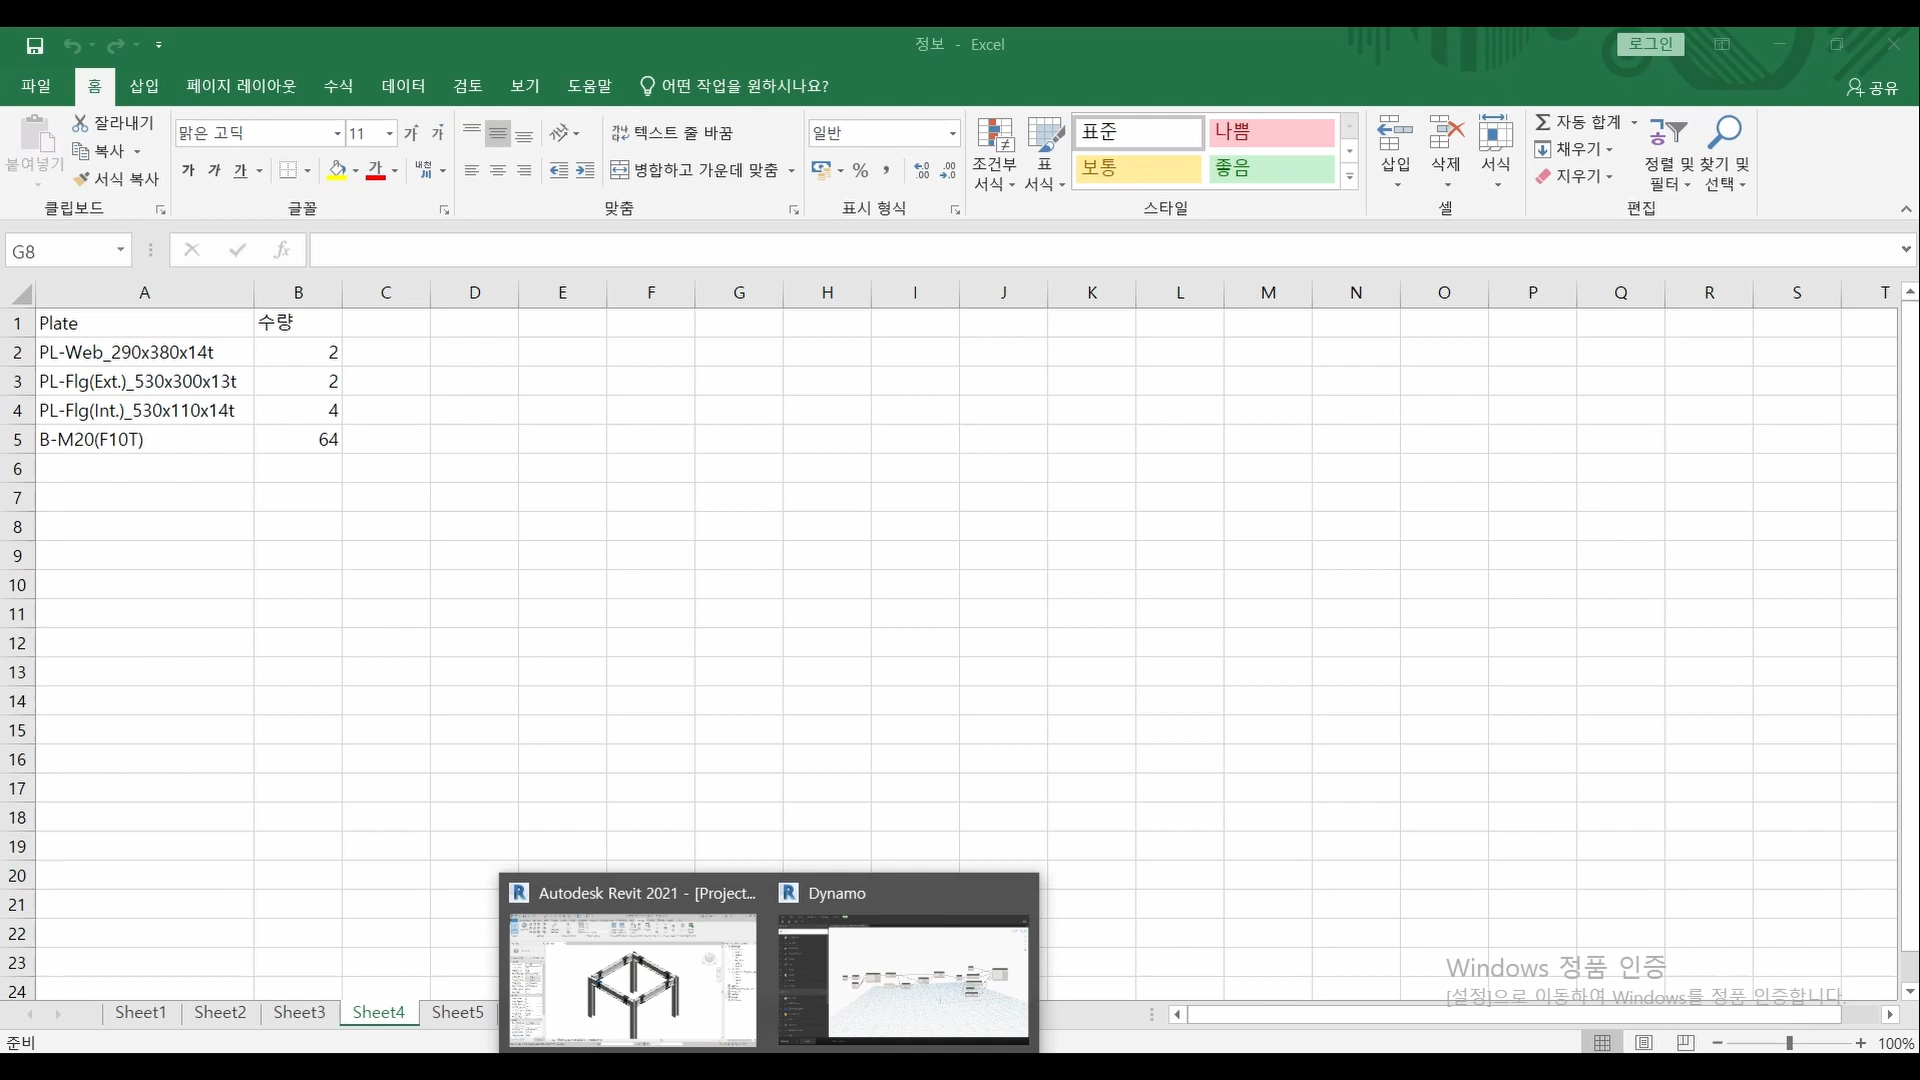 정보 - Excel
로그인
파일 홈 삽입 페이지 레이아웃 수식 데이터 검토 보기 도움말 어떤 작업을 원하시나요? 공유
붙여넣기
잘라내기
복사
서식 복사
클립보드
맑은 고딕 11 가 가
가 가 가 가 내천 川
글꼴
텍스트 줄 바꿈
병합하고 가운데 맞춤
맞춤
일반
% , .00
표시 형식
조건부 서식
표 서식
표준 나쁨
보통 좋음
스타일
삽입 삭제 서식
셀
자동 합계
채우기
지우기
정렬 및 필터
찾기 및 선택
편집
G8 fx
A B C D E F G H I J K L M N O P Q R S T
1 Plate 수량
2 PL-Web_290x380x14t 2
3 PL-Flg(Ext.)_530x300x13t 2
4 PL-Flg(Int.)_530x110x14t 4
5 B-M20(F10T) 64
6
7
8
9
10
11
12
13
14
15
16
17
18
19
20
21
22
23
24
Autodesk Revit 2021 - [Project... Dynamo
Windows 정품 인증
[설정]으로 이동하여 Windows를 정품 인증합니다.
Sheet1 Sheet2 Sheet3 Sheet4 Sheet5
준비 100%